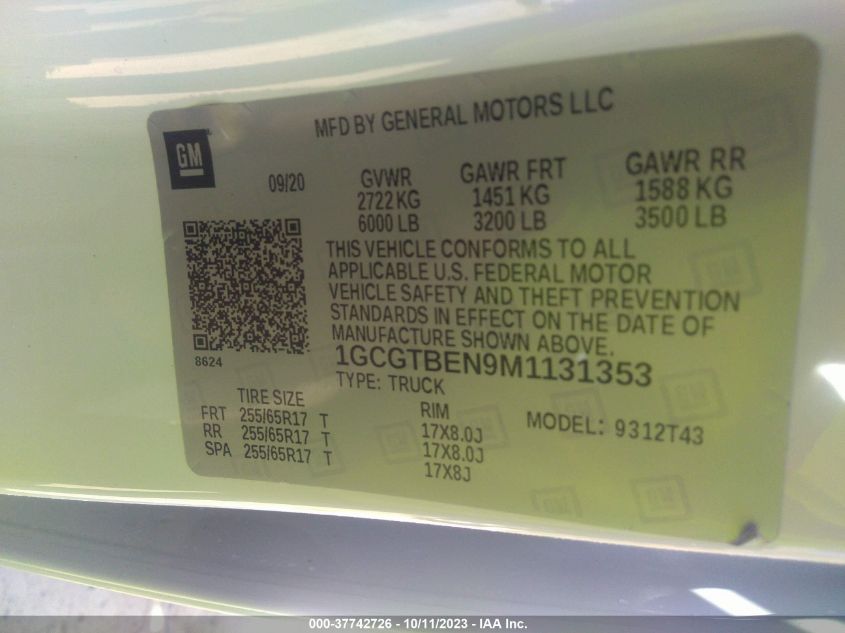 MFD BY GENERAL MOTORS LLC
GM
09/20
GVWR GAWR FRT GAWR RR
2722 KG 1451 KG 1588 KG
6000 LB 3200 LB 3500 LB
THIS VEHICLE CONFORMS TO ALL
APPLICABLE U.S. FEDERAL MOTOR
VEHICLE SAFETY AND THEFT PREVENTION
STANDARDS IN EFFECT ON THE DATE OF
MANUFACTURE SHOWN ABOVE.
8624
1GCGTBEN9M1131353
TYPE: TRUCK
TIRE SIZE RIM MODEL: 9312T43
FRT 255/65R17 T 17X8.0J
RR 255/65R17 T 17X8.0J
SPA 255/65R17 T 17X8J
000-37742726 - 10/11/2023 - IAA Inc.